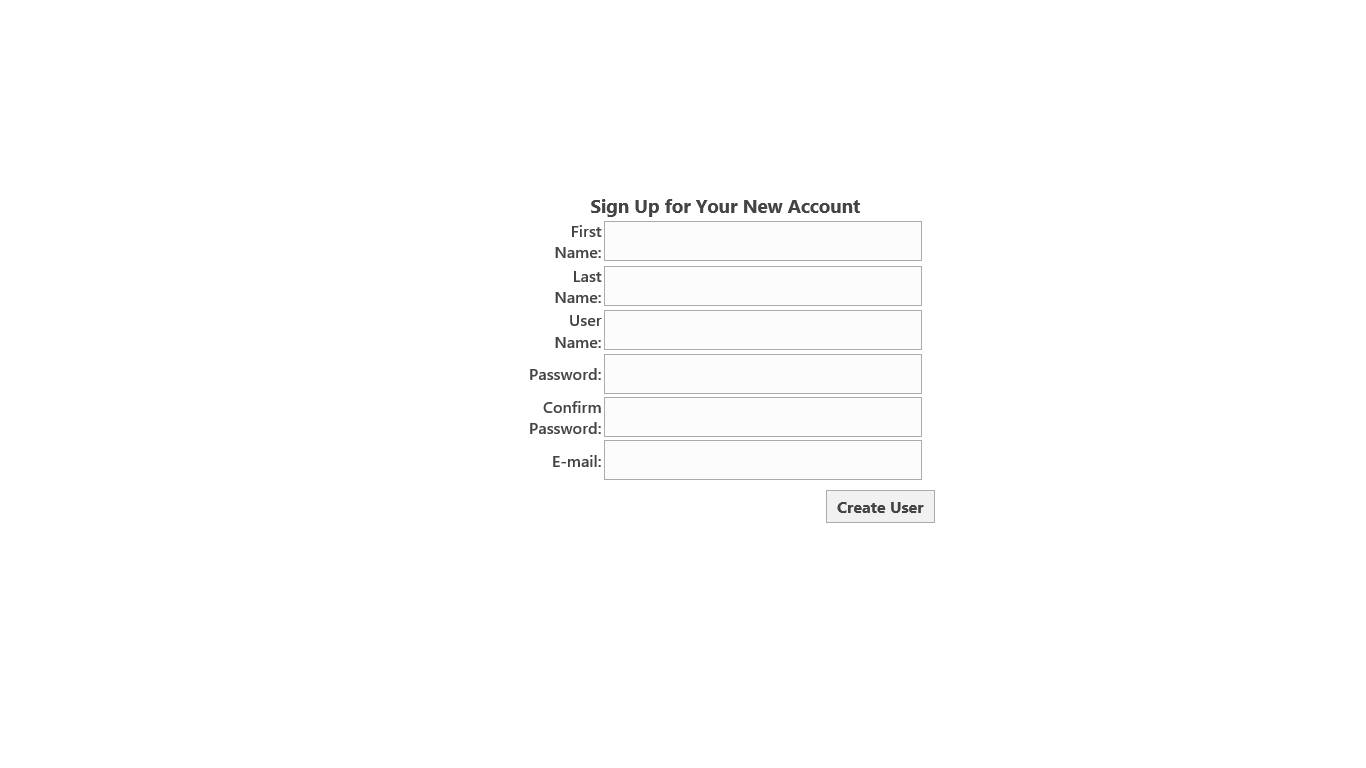 Sign Up for Your New Account
First
Name:
Last
Name:
User
Name:
Password:
Confirm
Password:
E-mail:
Create User